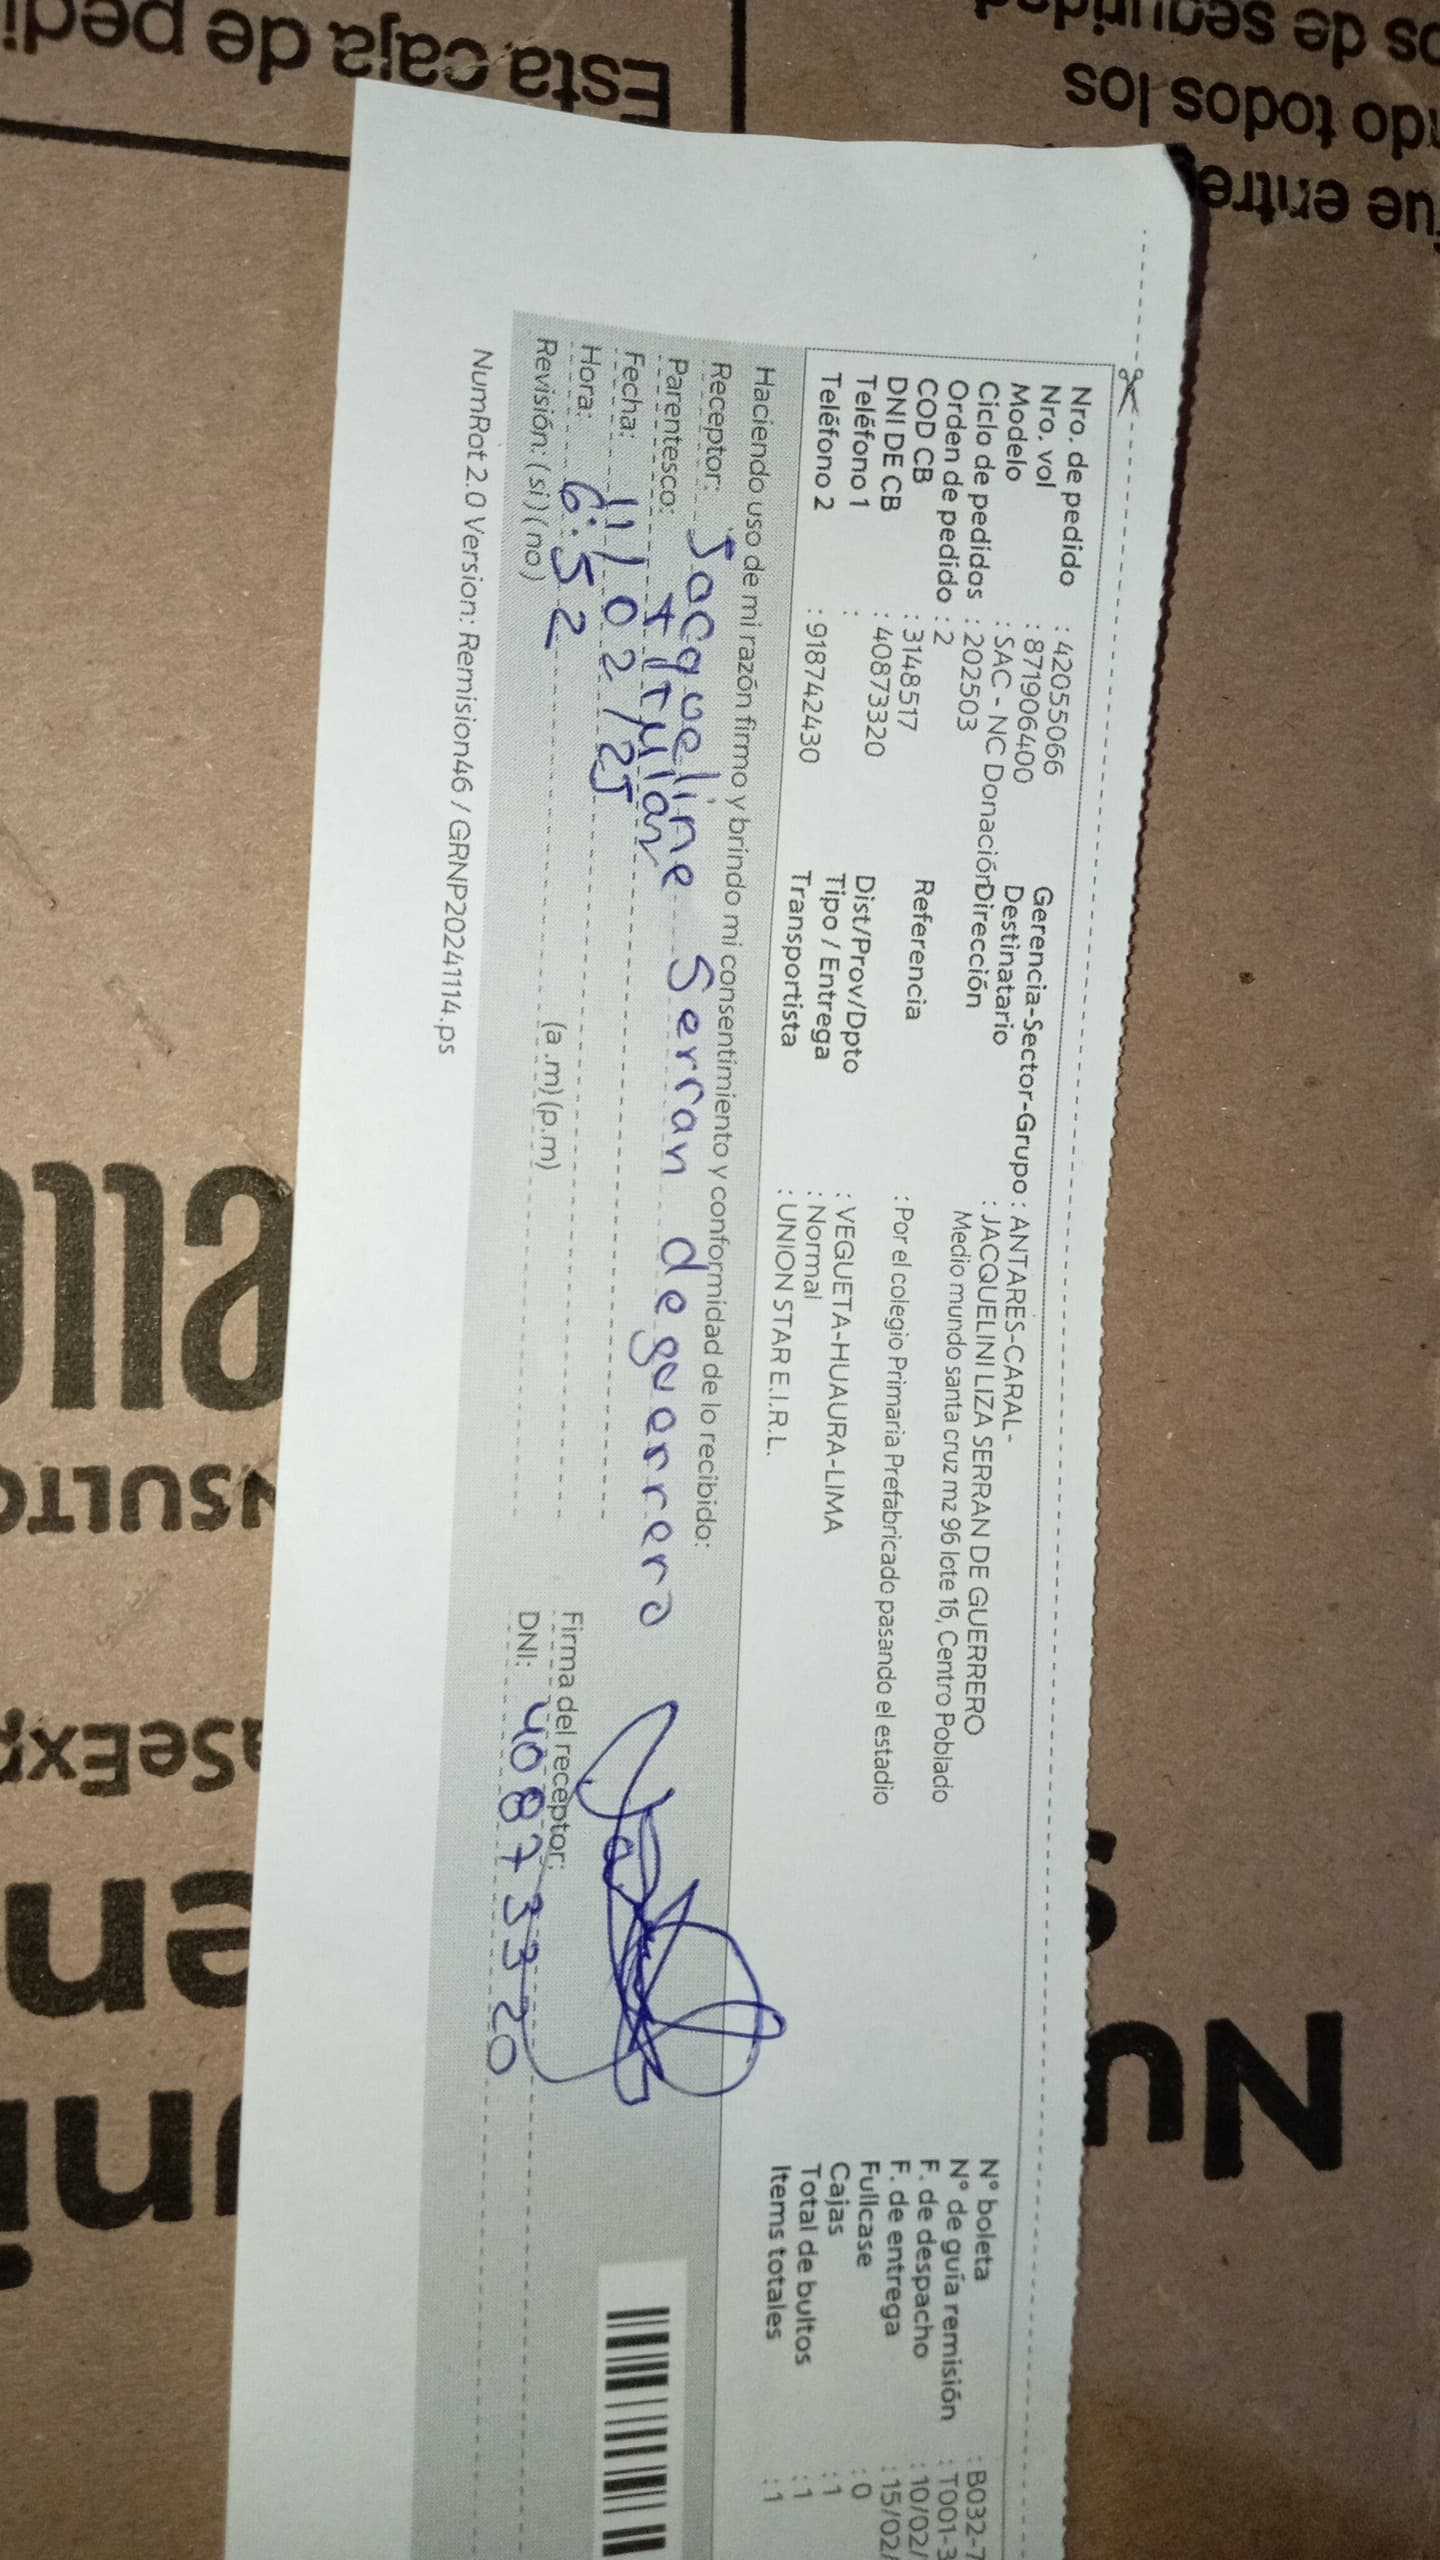 Nro. de pedido : 42055066
Nro. vol : 871906400
Modelo : SAC - NC Donación
Ciclo de pedidos : 202503
Orden de pedido : 2
COD CB : 3148517
DNI DE CB : 40873320
Teléfono 1 :
Teléfono 2 : 918742430
Gerencia-Sector-Grupo : ANTARES-CARAL-
Destinatario : JACQUELINI LIZA SERRAN DE GUERRERO
Dirección Medio mundo santa cruz mz 96 lote 16, Centro Poblado
Referencia : Por el colegio Primaria Prefabricado pasando el estadio
Dist/Prov/Dpto : VEGUETA-HUAURA-LIMA
Tipo / Entrega : Normal
Transportista : UNION STAR E.I.R.L.
N° boleta : B032-7
N° de guía remisión : T001-3
F. de despacho : 10/02/
F. de entrega : 15/02/
Fullcase : 0
Cajas : 1
Total de bultos : 1
Items totales : 1
Haciendo uso de mi razón firmo y brindo mi consentimiento y conformidad de lo recibido:
Receptor: Jacqueline Serran de guerrero
Parentesco:
Fecha: 11/02/25
Hora: 6:52 (a.m)(p.m)
Revisión: (si)(no)
Firma del receptor:
DNI: 40873320
NumRot 2.0 Version: Remision46 / GRNP20241114.ps
Esta caja de pedi
os de seguridad
do todos los
ue entre
NSULTO
aSeExp
Nu